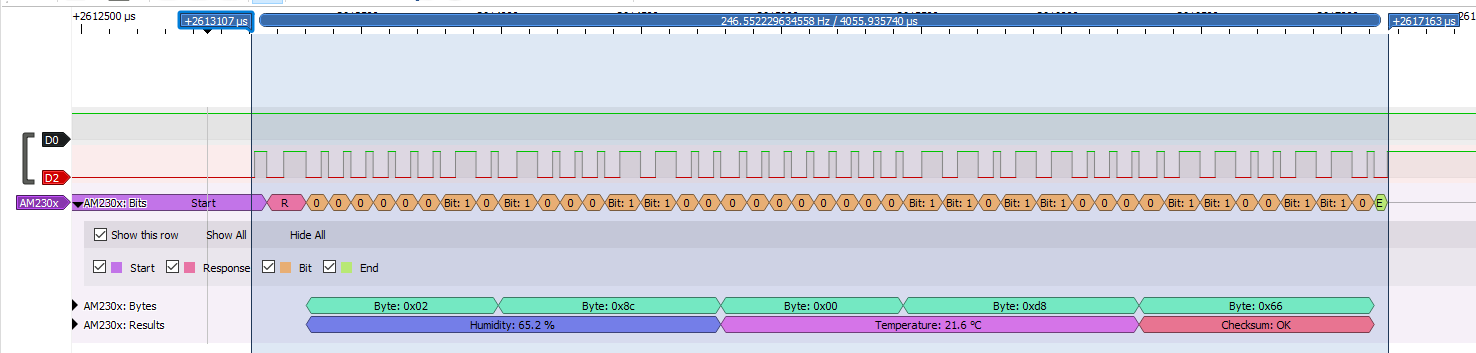 +2612500 µs
+2613107 µs
246.552229634558 Hz / 4055.935740 µs
+2617163 µs
D0
D2
AM230x
AM230x: Bits
Start R 0 0 0 0 0 0 Bit: 1 0 Bit: 1 0 0 0 Bit: 1 Bit: 1 0 0 0 0 0 0 0 0 0 0 Bit: 1 Bit: 1 0 Bit: 1 Bit: 1 0 0 0 0 Bit: 1 Bit: 1 0 0 Bit: 1 Bit: 1 0 E
Show this row Show All Hide All
Start Response Bit End
AM230x: Bytes Byte: 0x02 Byte: 0x8c Byte: 0x00 Byte: 0xd8 Byte: 0x66
AM230x: Results Humidity: 65.2 % Temperature: 21.6 °C Checksum: OK